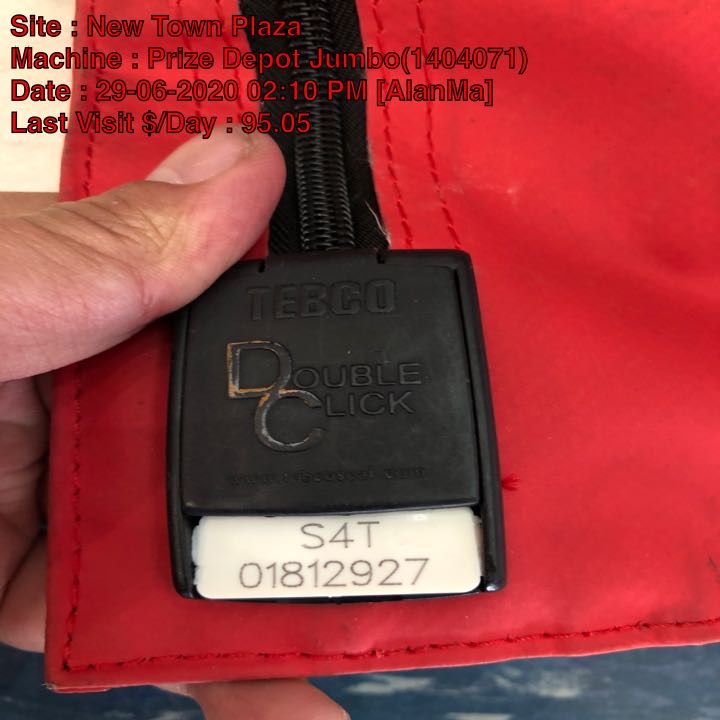 Site : New Town Plaza
Machine : Prize Depot Jumbo(1404071)
Date : 29-06-2020 02:10 PM [AlanMa]
Last Visit $/Day : 95.05
TEBCO
DOUBLE
CLICK
S4T
01812927